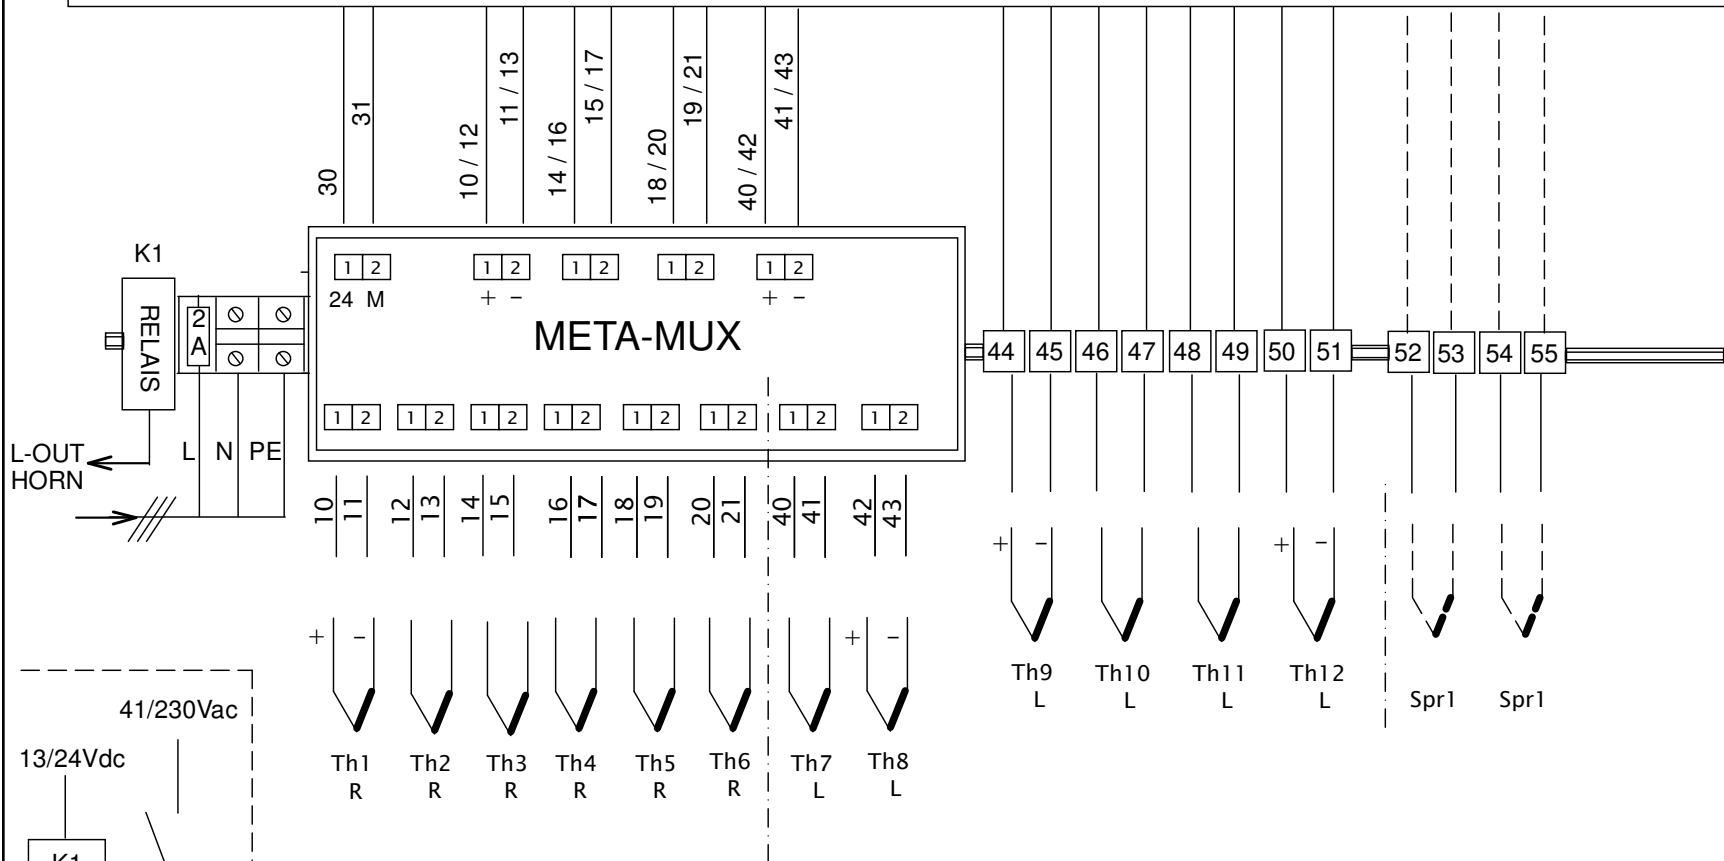 30
31
10 / 12
11 / 13
14 / 16
15 / 17
18 / 20
19 / 21
40 / 42
41 / 43
K1
RELAIS
2
A
1 2
24 M
1 2
+ −
1 2
1 2
1 2
+ −
META-MUX
44 45 46 47 48 49 50 51 52 53 54 55
1 2 1 2 1 2 1 2 1 2 1 2 1 2 1 2
L-OUT
HORN
L N PE
10 11 12 13 14 15 16 17 18 19 20 21 40 41 42 43
+ − + −
+ − + −
Th9 Th10 Th11 Th12
L L L L
Spr1 Spr1
Th1 Th2 Th3 Th4 Th5 Th6 Th7 Th8
R R R R R R L L
41/230Vac
13/24Vdc
K1